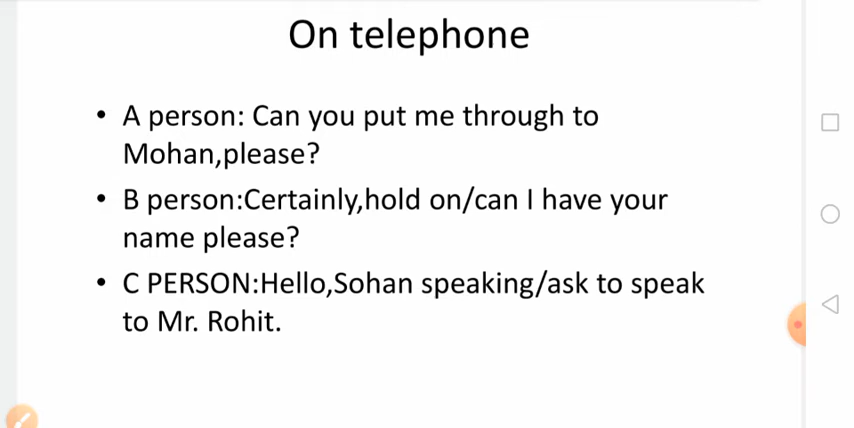 On telephone
• A person: Can you put me through to
Mohan,please?
• B person:Certainly,hold on/can I have your
name please?
• C PERSON:Hello,Sohan speaking/ask to speak
to Mr. Rohit.